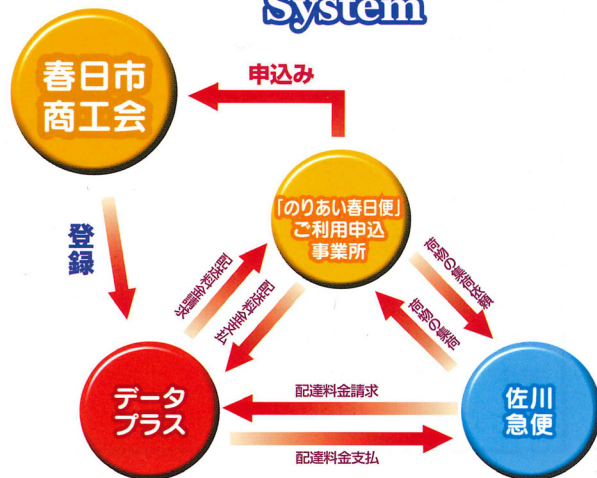 System
春日市
商工会
申込み
「のりあい春日便」
ご利用申込
事業所
登録
配送料金請求
配送料金支払
荷物の集荷依頼
荷物の集荷
データ
プラス
配達料金請求
配達料金支払
佐川
急便